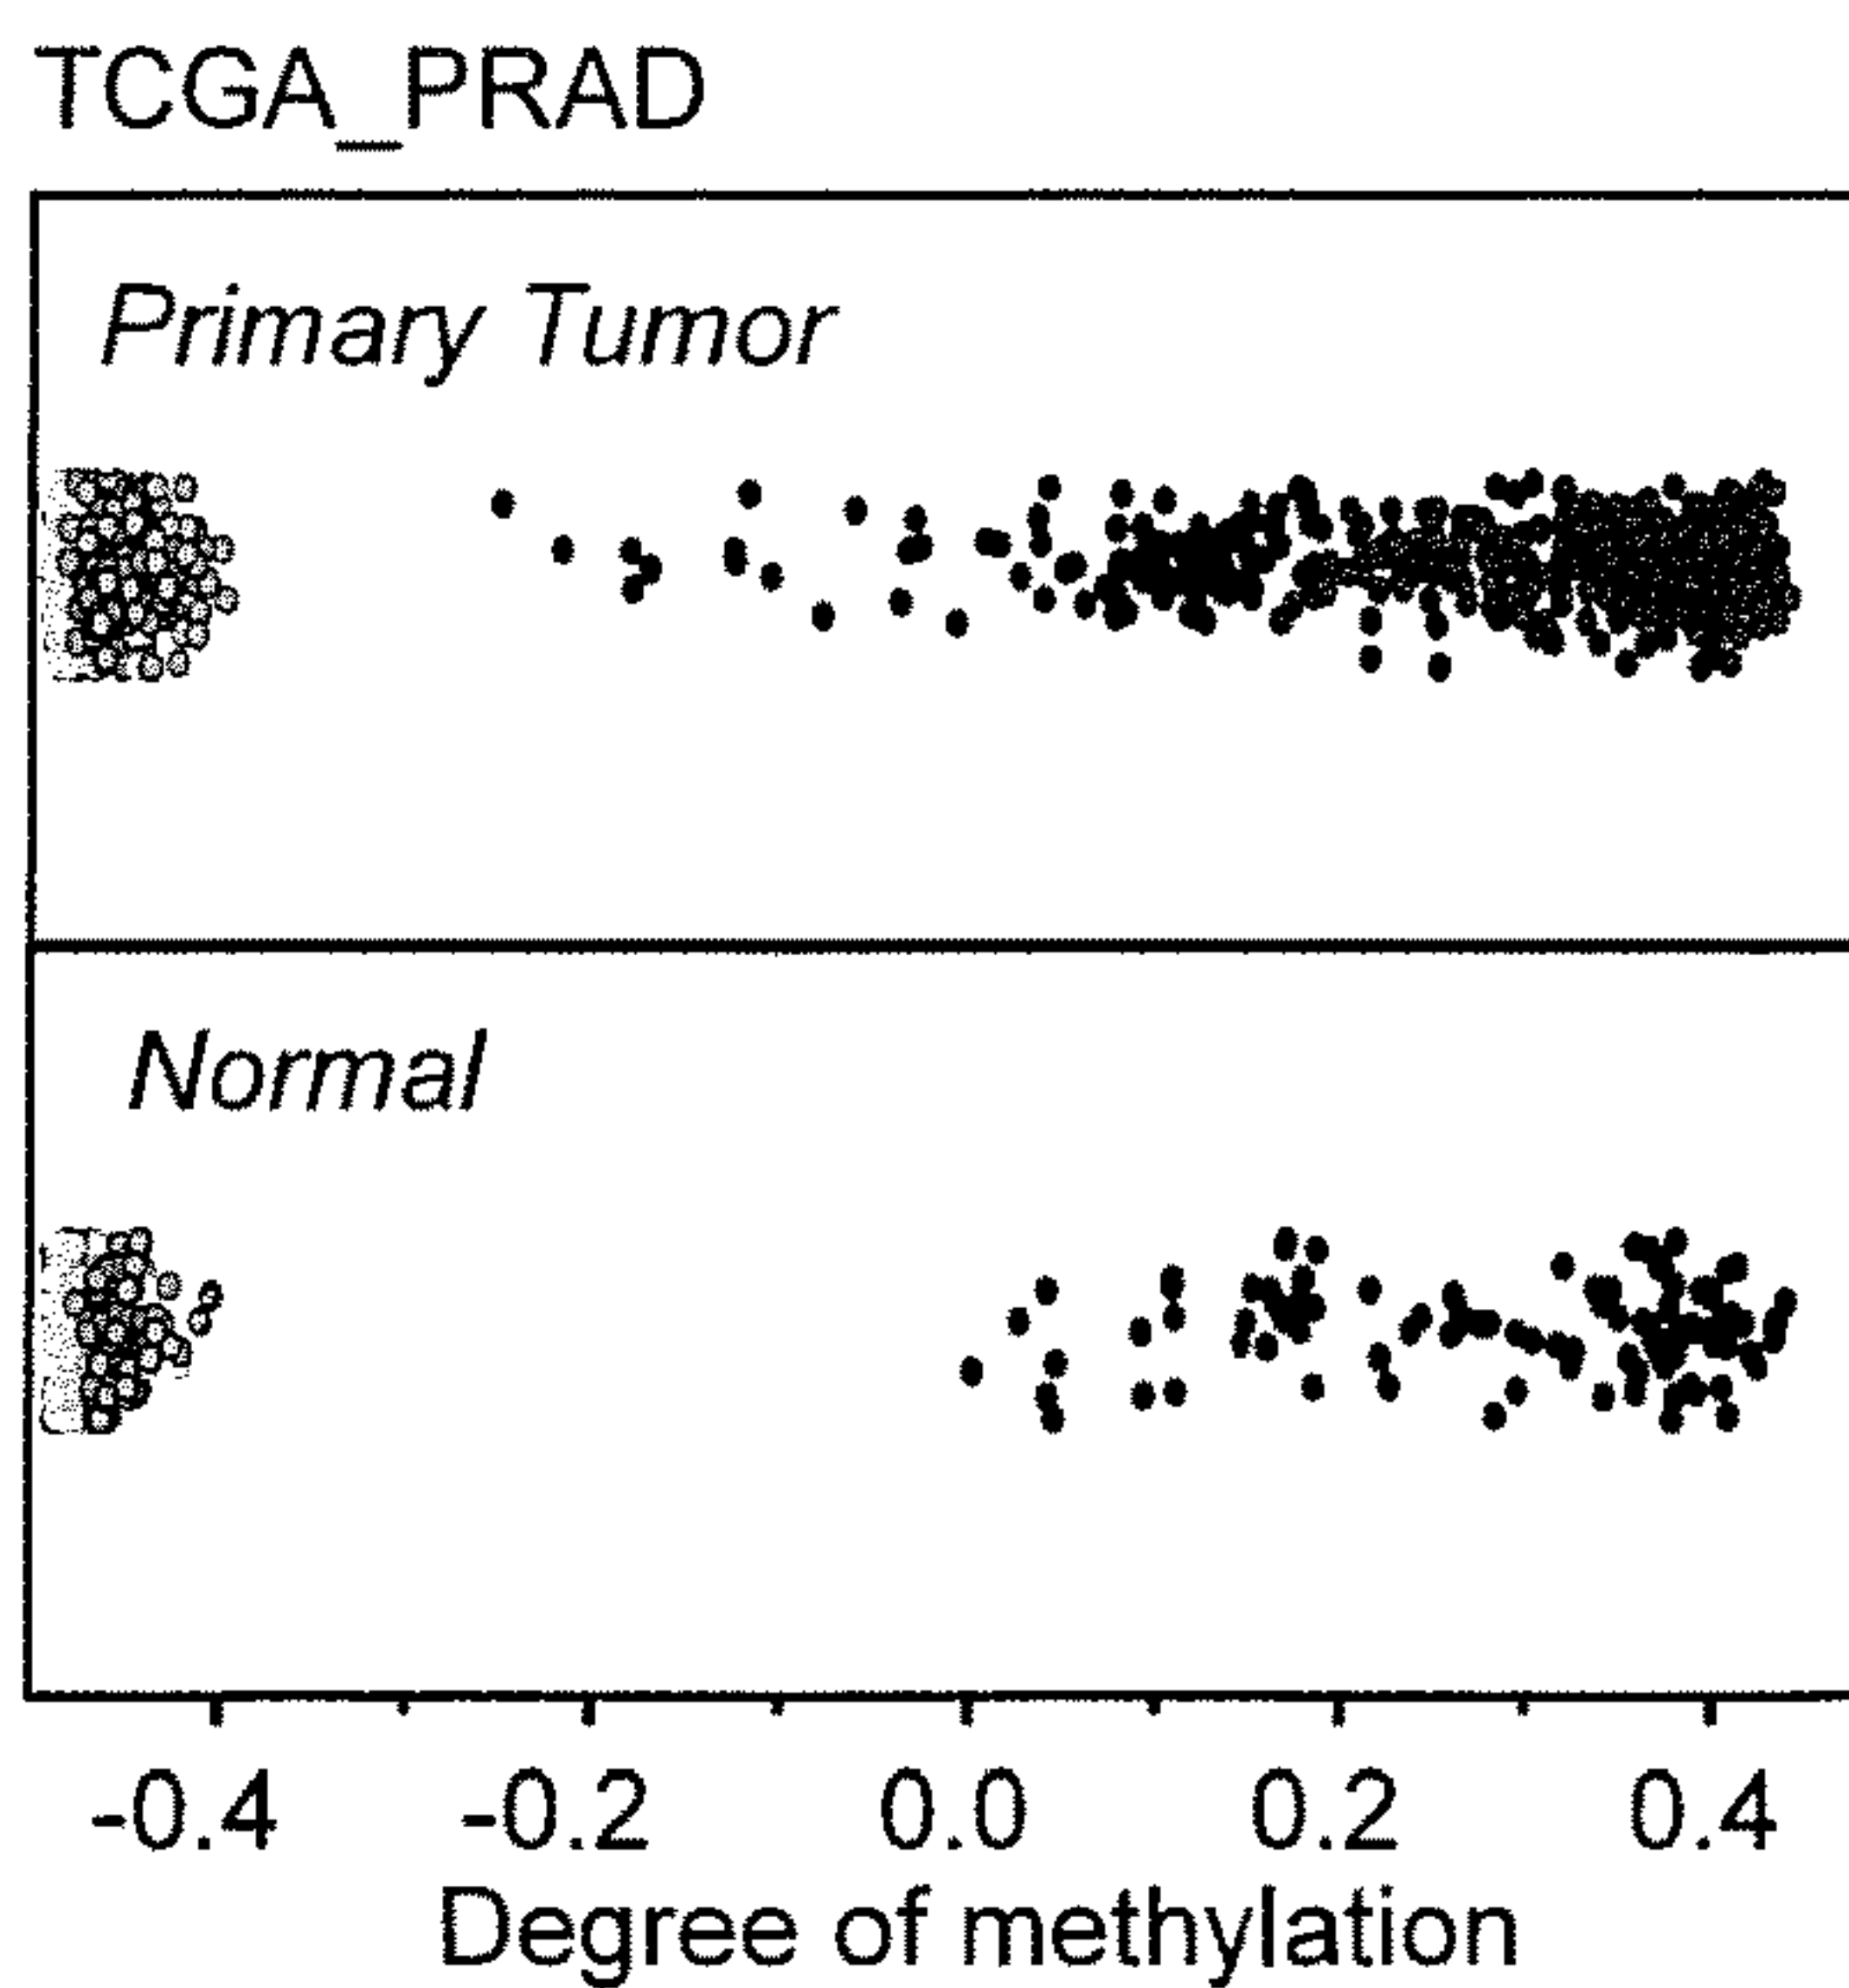 TCGA_PRAD
Primary Tumor
Normal
-0.4 -0.2 0.0 0.2 0.4
Degree of methylation